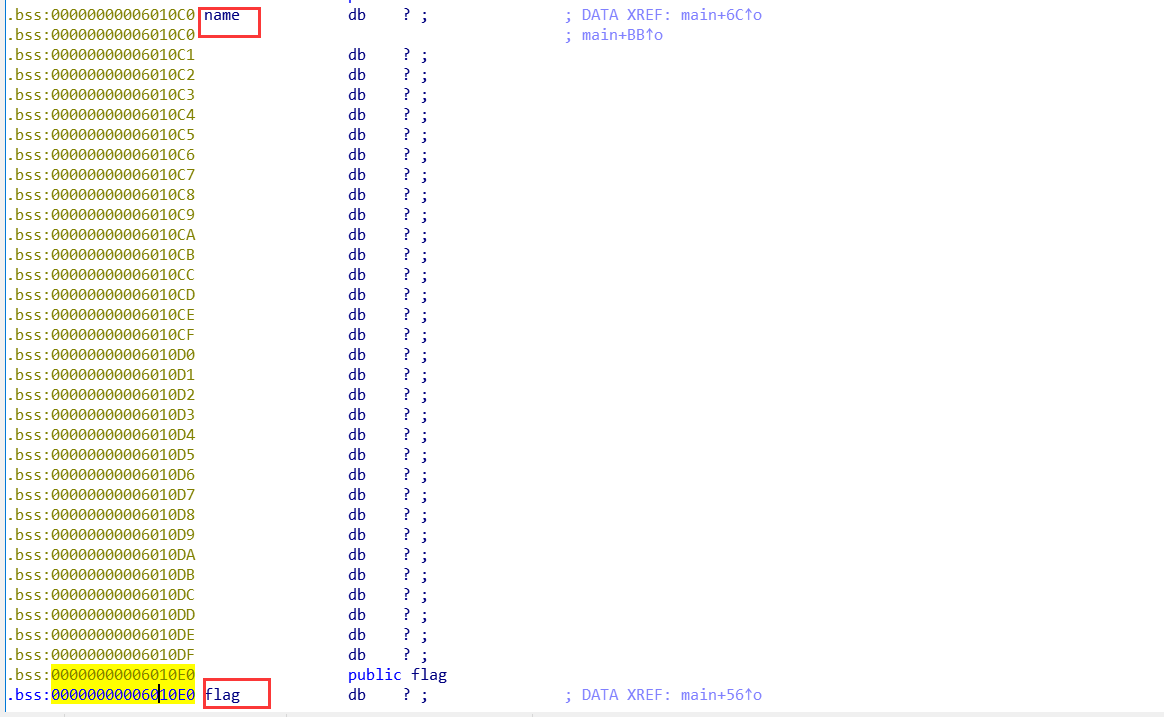 .bss:00000000006010C0 name db ? ; ; DATA XREF: main+6C↑o
.bss:00000000006010C0 ; main+BB↑o
.bss:00000000006010C1 db ? ;
.bss:00000000006010C2 db ? ;
.bss:00000000006010C3 db ? ;
.bss:00000000006010C4 db ? ;
.bss:00000000006010C5 db ? ;
.bss:00000000006010C6 db ? ;
.bss:00000000006010C7 db ? ;
.bss:00000000006010C8 db ? ;
.bss:00000000006010C9 db ? ;
.bss:00000000006010CA db ? ;
.bss:00000000006010CB db ? ;
.bss:00000000006010CC db ? ;
.bss:00000000006010CD db ? ;
.bss:00000000006010CE db ? ;
.bss:00000000006010CF db ? ;
.bss:00000000006010D0 db ? ;
.bss:00000000006010D1 db ? ;
.bss:00000000006010D2 db ? ;
.bss:00000000006010D3 db ? ;
.bss:00000000006010D4 db ? ;
.bss:00000000006010D5 db ? ;
.bss:00000000006010D6 db ? ;
.bss:00000000006010D7 db ? ;
.bss:00000000006010D8 db ? ;
.bss:00000000006010D9 db ? ;
.bss:00000000006010DA db ? ;
.bss:00000000006010DB db ? ;
.bss:00000000006010DC db ? ;
.bss:00000000006010DD db ? ;
.bss:00000000006010DE db ? ;
.bss:00000000006010DF db ? ;
.bss:00000000006010E0 public flag
.bss:00000000006010E0 flag db ? ; ; DATA XREF: main+56↑o